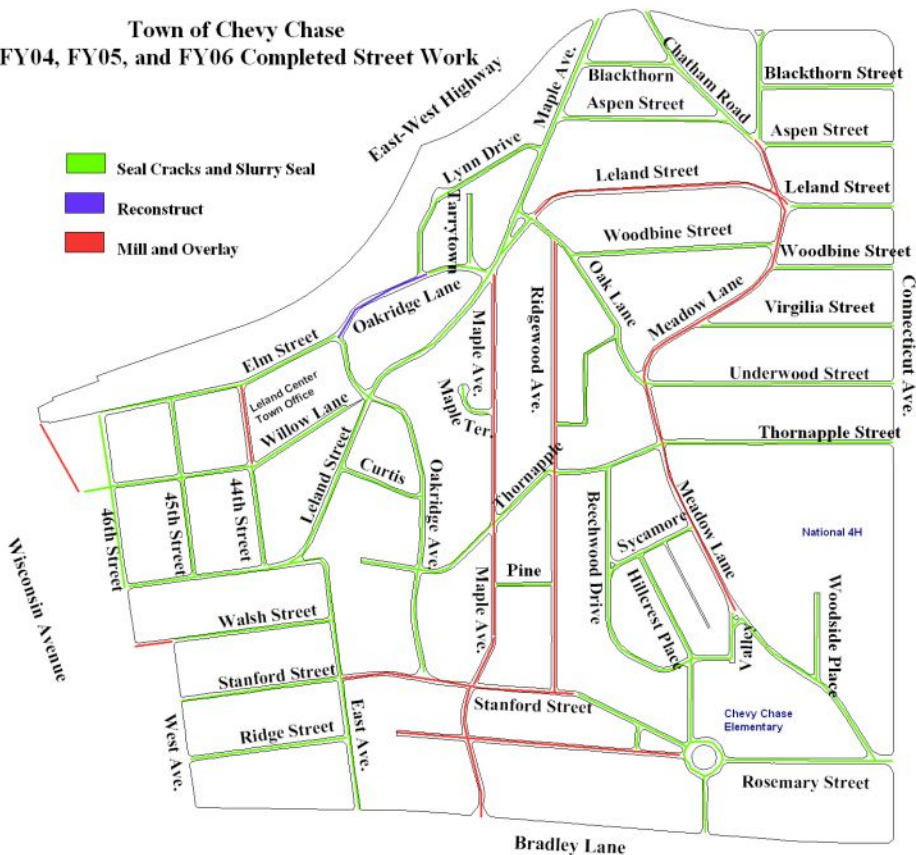 Town of Chevy Chase
FY04, FY05, and FY06 Completed Street Work
Seal Cracks and Slurry Seal
Reconstruct
Mill and Overlay
East-West Highway
Maple Ave.
Blackthorn
Chatham Road
Blackthorn Street
Aspen Street
Aspen Street
Lynn Drive
Leland Street
Leland Street
Tarrytown
Woodbine Street
Woodbine Street
Oakridge Lane
Oak Lane
Meadow Lane
Connecticut Ave.
Virgilia Street
Elm Street
Maple Ave.
Ridgewood Ave.
Underwood Street
Leland Center
Town Office
Willow Lane
Maple Ter.
Thornapple Street
Leland Street
Curtis
Oakridge Ave.
Thornapple
Meadow Lane
46th Street
45th Street
44th Street
Beechwood Drive
Sycamore
National 4H
Wisconsin Avenue
Pine
Walsh Street
Maple Ave.
Hillcrest Place
Valley
Woodside Place
Stanford Street
Stanford Street
East Ave.
West Ave.
Ridge Street
Chevy Chase
Elementary
Rosemary Street
Bradley Lane